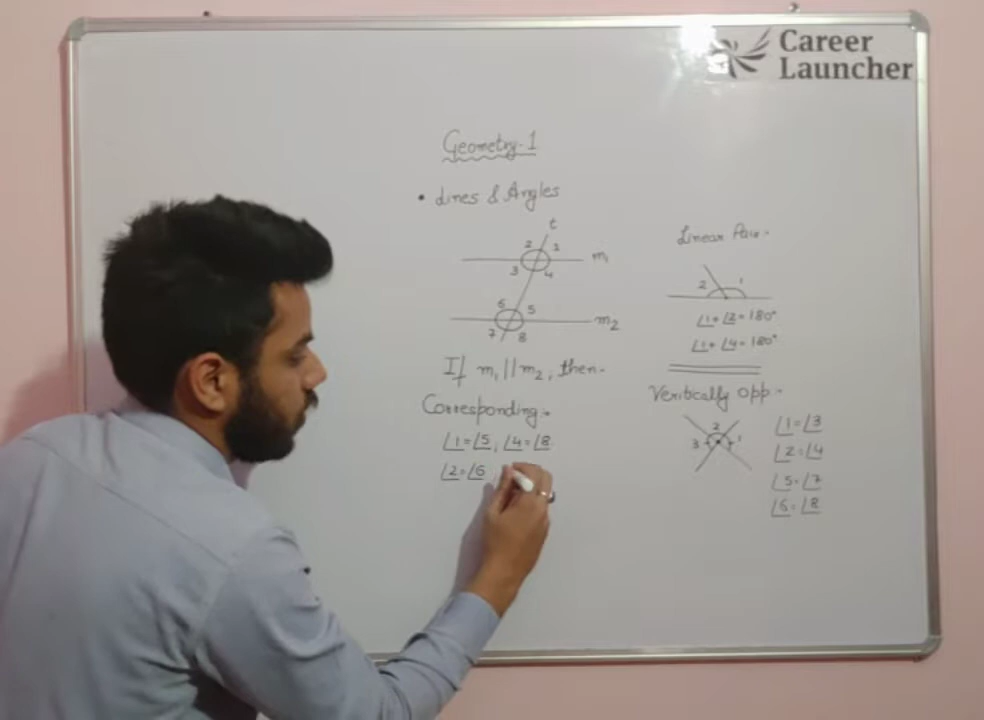 Career
Launcher
Geometry-1
• Lines & Angles
t
2 1
m₁
3 4
6 5
m₂
7 8
If m₁ || m₂, then-
Corresponding:-
∠1=∠5, ∠4=∠8
∠2=∠6
Linear Pair-
2 1
∠1+∠2=180°
∠1+∠4=180°
Veritically opp:-
2
3 1
∠1=∠3
∠2=∠4
∠5=∠7
∠6=∠8